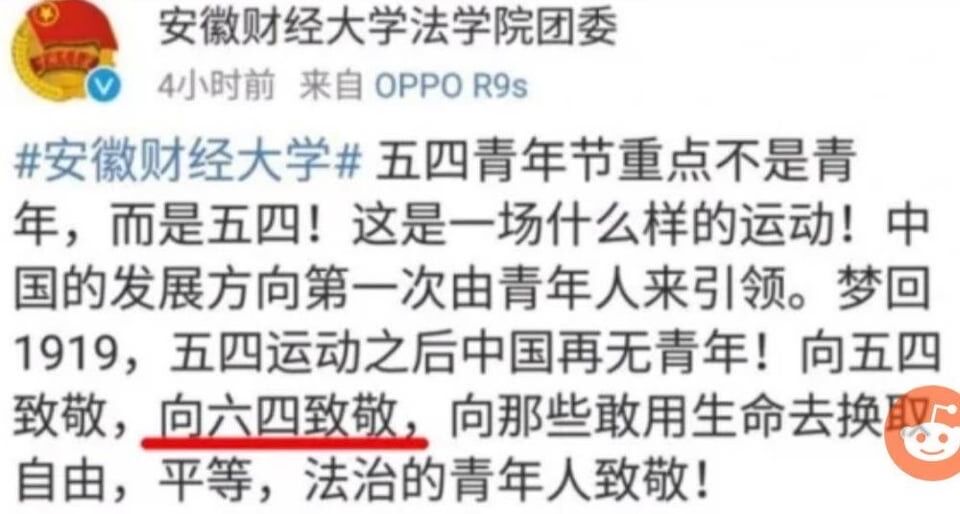 安徽财经大学法学院团委
4小时前 来自 OPPO R9s
#安徽财经大学# 五四青年节重点不是青
年，而是五四！这是一场什么样的运动！中
国的发展方向第一次由青年人来引领。梦回
1919，五四运动之后中国再无青年！向五四
致敬，向六四致敬，向那些敢用生命去换取
自由，平等，法治的青年人致敬！